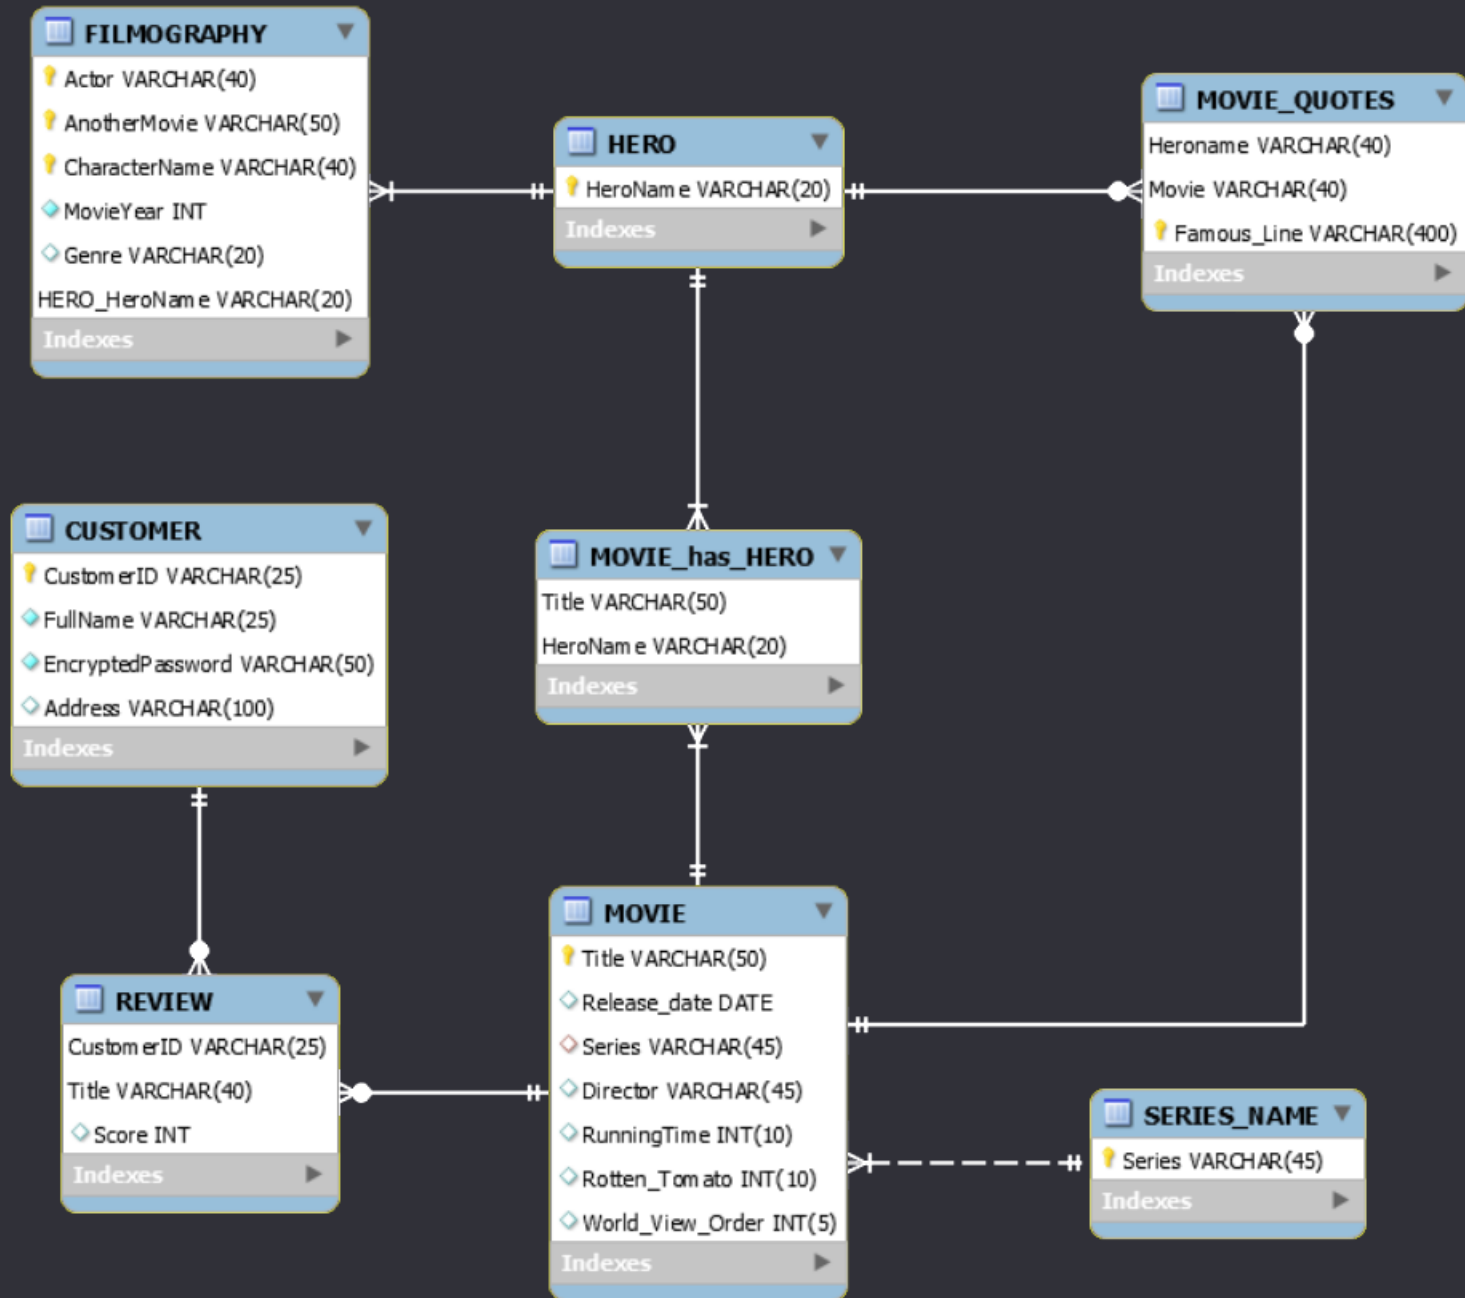 FILMOGRAPHY
Actor VARCHAR(40)
AnotherMovie VARCHAR(50)
CharacterName VARCHAR(40)
MovieYear INT
Genre VARCHAR(20)
HERO_HeroName VARCHAR(20)
Indexes
HERO
HeroName VARCHAR(20)
Indexes
MOVIE_QUOTES
Heroname VARCHAR(40)
Movie VARCHAR(40)
Famous_Line VARCHAR(400)
Indexes
CUSTOMER
CustomerID VARCHAR(25)
FullName VARCHAR(25)
EncryptedPassword VARCHAR(50)
Address VARCHAR(100)
Indexes
MOVIE_has_HERO
Title VARCHAR(50)
HeroName VARCHAR(20)
Indexes
REVIEW
CustomerID VARCHAR(25)
Title VARCHAR(40)
Score INT
Indexes
MOVIE
Title VARCHAR(50)
Release_date DATE
Series VARCHAR(45)
Director VARCHAR(45)
RunningTime INT(10)
Rotten_Tomato INT(10)
World_View_Order INT(5)
Indexes
SERIES_NAME
Series VARCHAR(45)
Indexes